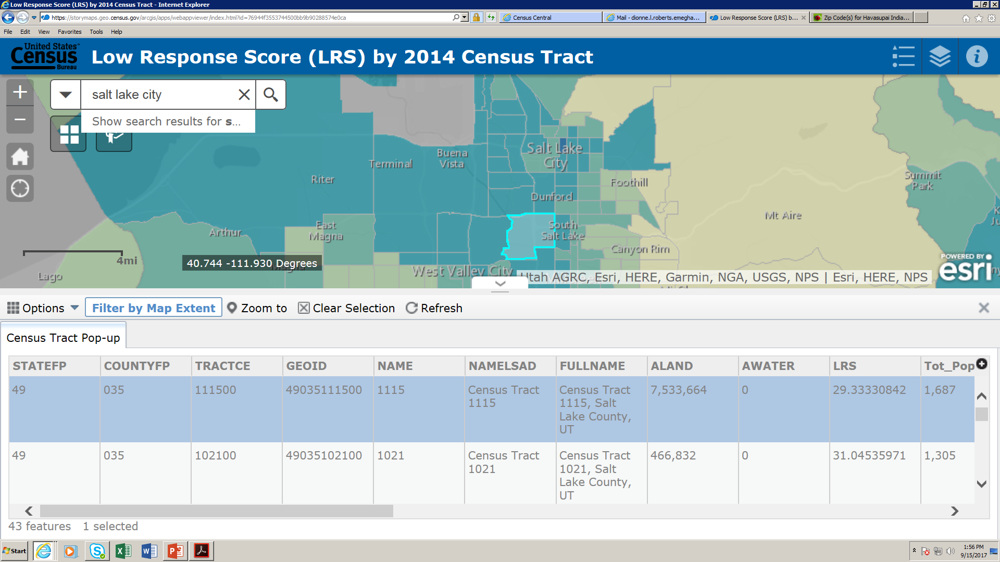 Low Response Score (LRS) by 2014 Census Tract - Internet Explorer
https://storymaps.geo.census.gov/arcgis/apps/webappviewer/index.html?id=76944f3553744500bb9b90288574e0ca
Census Central
Mail - dionne.l.roberts.emegha...
Low Response Score (LRS) b...
Zip Code(s) for Havasupai India...
File Edit View Favorites Tools Help
United States™
Census
Bureau
Low Response Score (LRS) by 2014 Census Tract
salt lake city
Show search results for s...
Salt Lake
City
Buena
Vista
Terminal
Riter
Foothill
Summit
Park
Dunford
Mt Aire
East
Magna
Arthur
South
Salt Lake
Canyon Rim
4mi
40.744 -111.930 Degrees
Lago
West Valley City
Utah AGRC, Esri, HERE, Garmin, NGA, USGS, NPS | Esri, HERE, NPS
POWERED BY
esri
Options
Filter by Map Extent
Zoom to
Clear Selection
Refresh
Census Tract Pop-up
STATEFP COUNTYFP TRACTCE GEOID NAME NAMELSAD FULLNAME ALAND AWATER LRS Tot_Pop
49 035 111500 49035111500 1115 Census Tract 1115 Census Tract 1115, Salt Lake County, UT 7,533,664 0 29.33330842 1,687
49 035 102100 49035102100 1021 Census Tract 1021 Census Tract 1021, Salt Lake County, UT 466,832 0 31.04535971 1,305
43 features 1 selected
Start
1:56 PM
9/15/2017